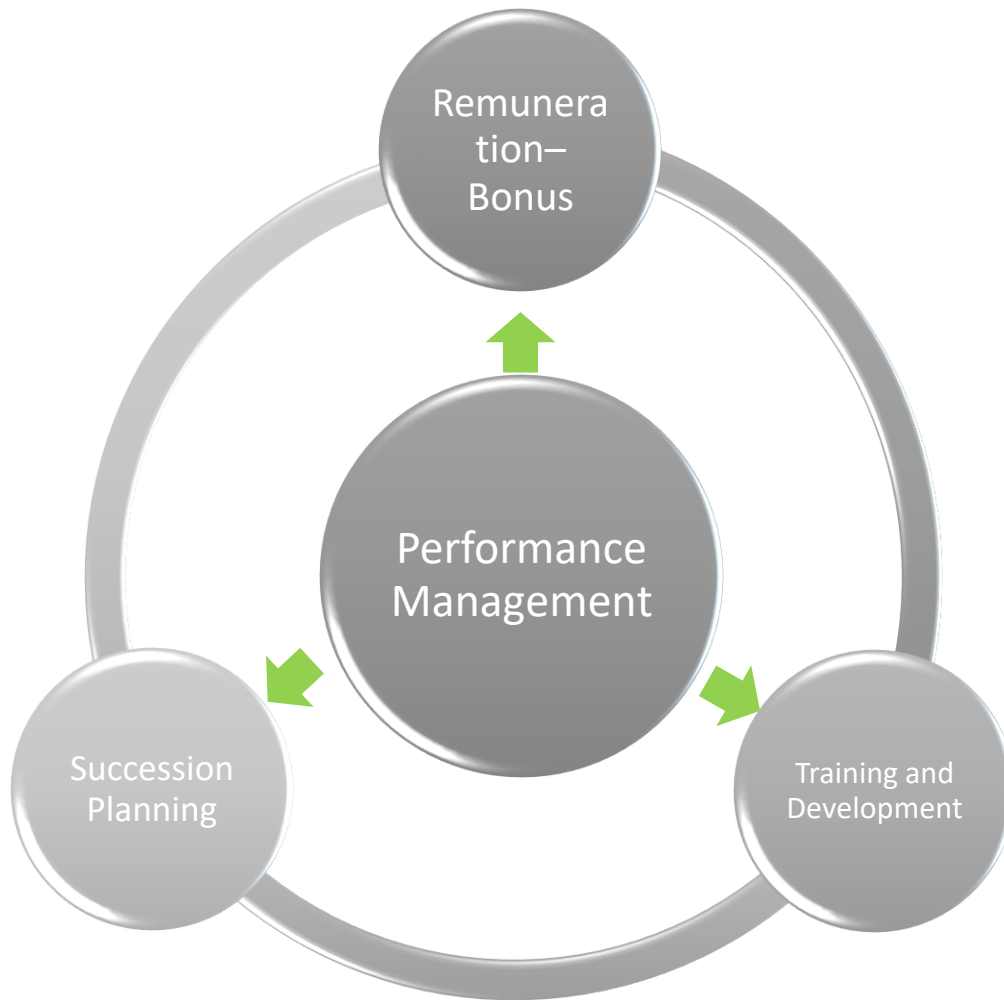 Remunera
tion–
Bonus
Performance
Management
Succession
Planning
Training and
Development